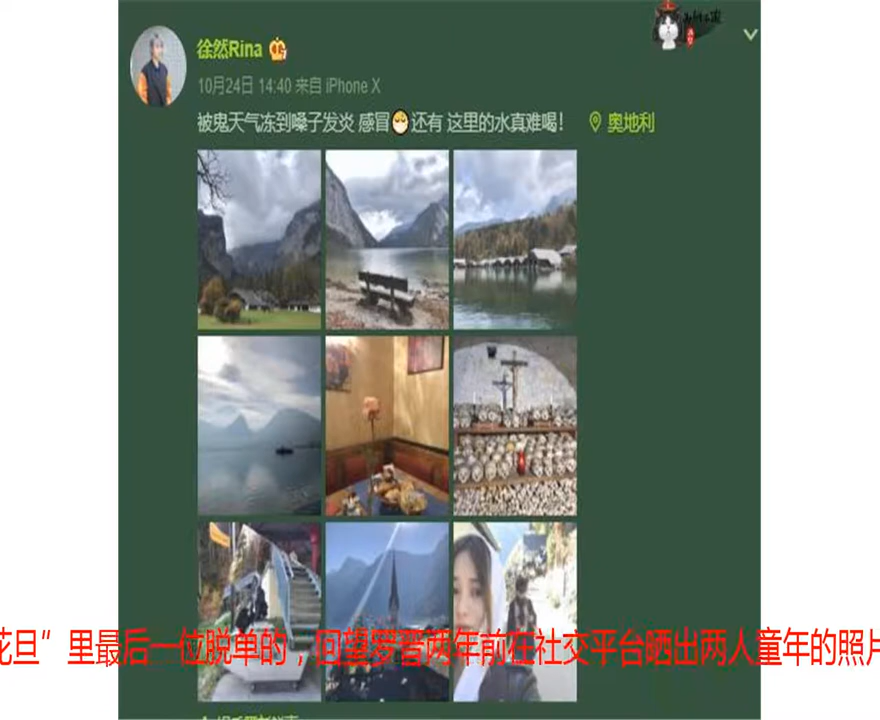 徐然Rina
10月24日 14:40 来自 iPhone X
被鬼天气冻到嗓子发炎 感冒 还有 这里的水真难喝！ 奥地利
花旦”里最后一位脱单的，回望罗晋两年前在社交平台晒出两人童年的照片